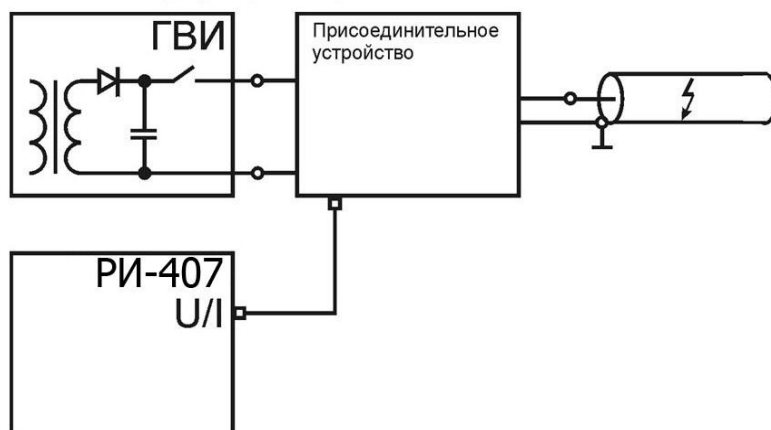 ГВИ
Присоединительное
устройство
РИ-407
U/I